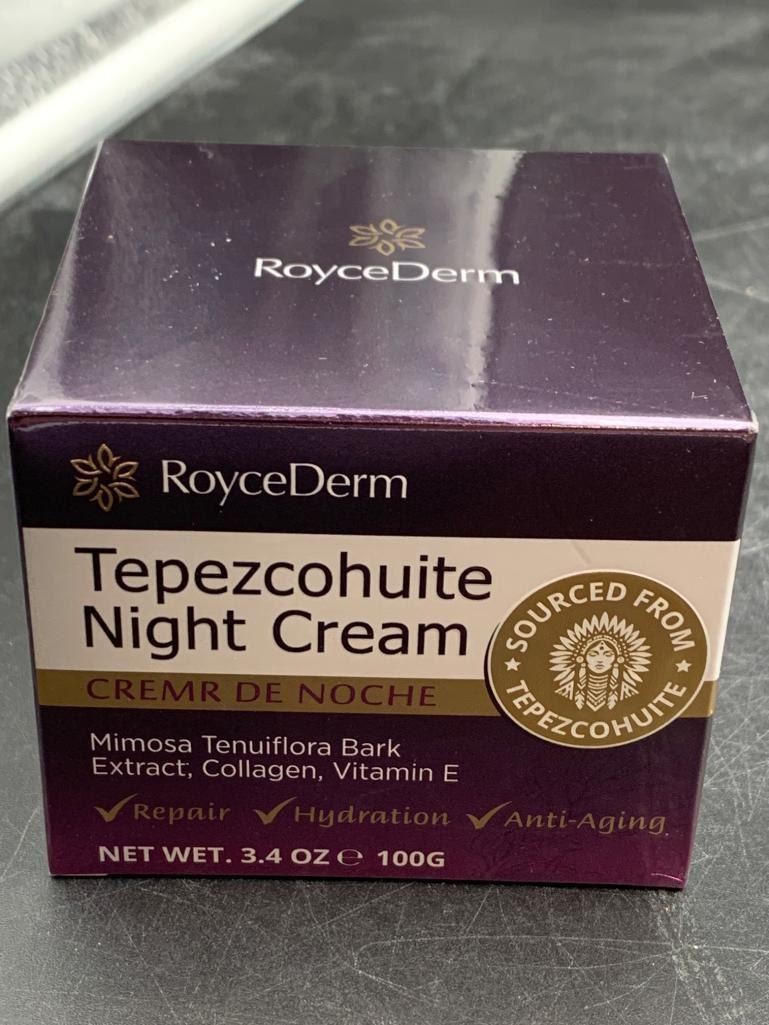 RoyceDerm
RoyceDerm
Tepezcohuite
Night Cream
CREMR DE NOCHE
SOURCED FROM
TEPEZCOHUITE
Mimosa Tenuiflora Bark
Extract, Collagen, Vitamin E
✓Repair ✓Hydration ✓Anti-Aging
NET WET. 3.4 OZ ℮ 100G